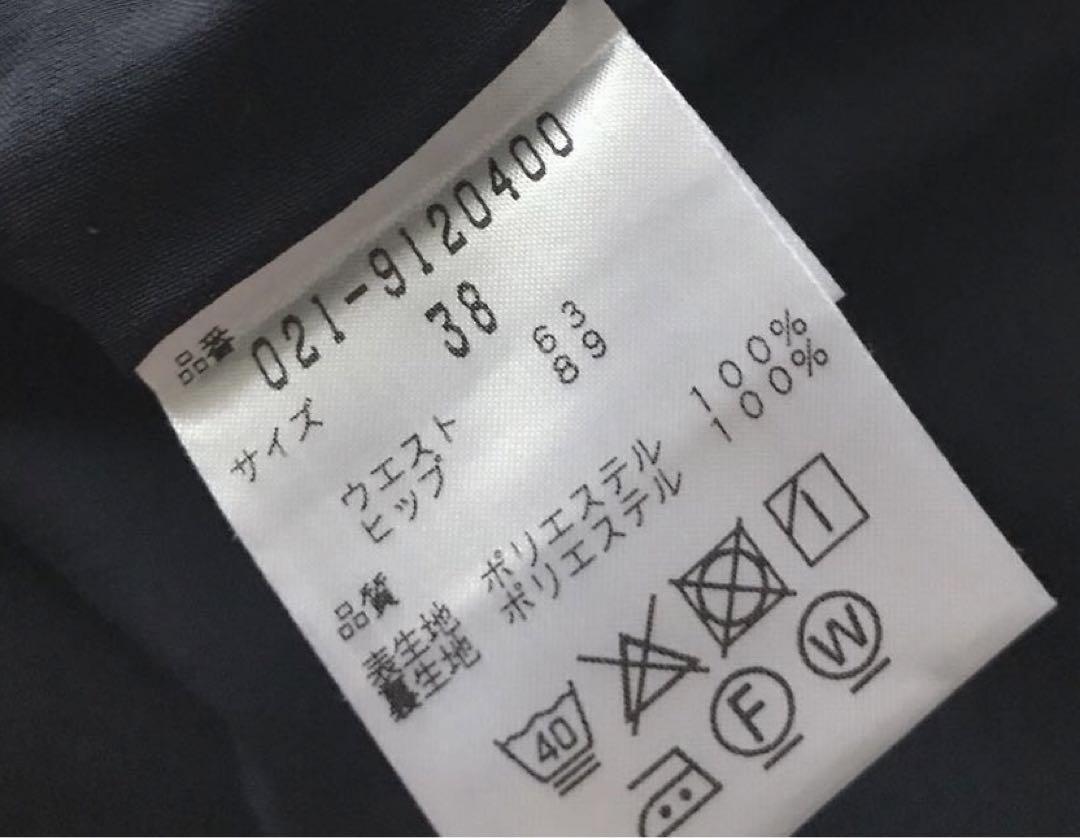 品番 021-9120400
サイズ 38
ウエスト 63
ヒップ 89
品質
表生地 ポリエステル 100%
裏生地 ポリエステル 100%
40
F
W